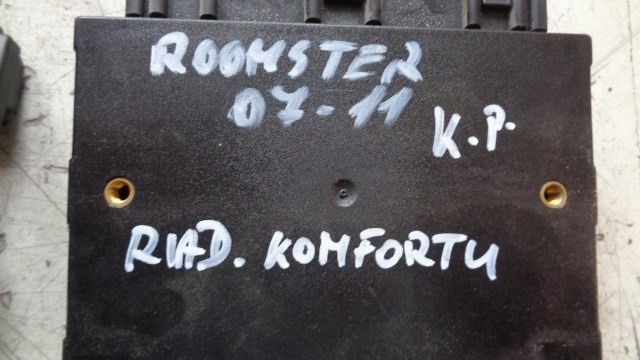 ROOMSTER
07-11
K.P.
RIAD. KOMFORTU